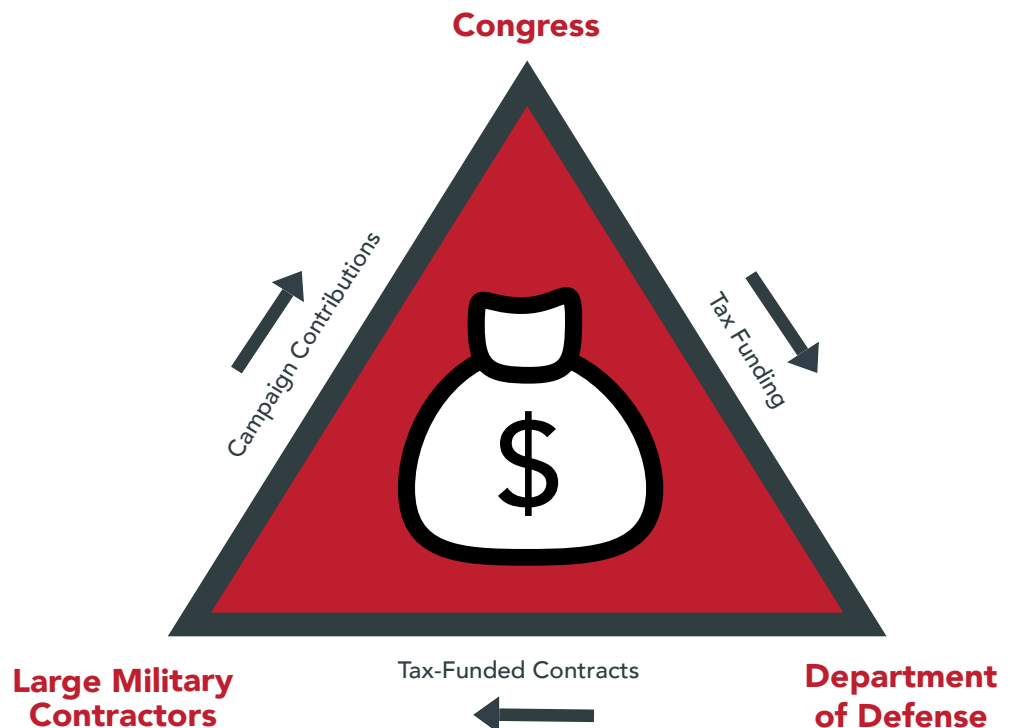 Congress
Campaign Contributions
Tax Funding
$
Tax-Funded Contracts
Large Military
Contractors
Department
of Defense